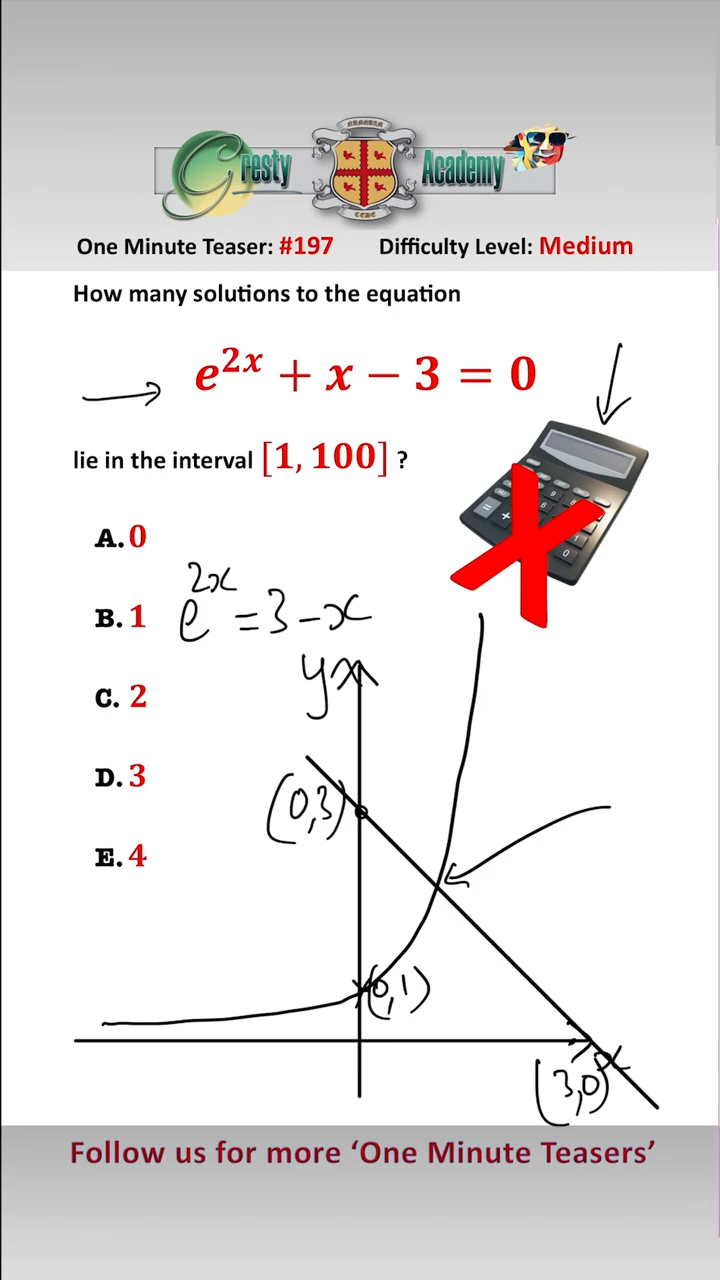 Gresty Academy
One Minute Teaser: #197 Difficulty Level: Medium
How many solutions to the equation
e^{2x} + x − 3 = 0
lie in the interval [1, 100] ?
A. 0
B. 1
e^{2x} = 3 − x
C. 2
y
D. 3
(0,3)
E. 4
(0,1)
x
(3,0)
Follow us for more ‘One Minute Teasers’